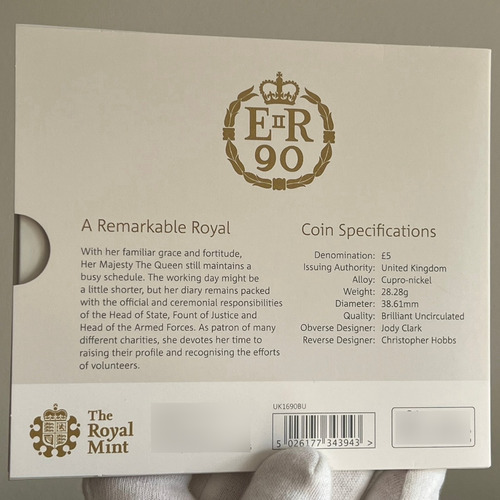 EIIR
90
A Remarkable Royal
With her familiar grace and fortitude,
Her Majesty The Queen still maintains a
busy schedule. The working day might be
a little shorter, but her diary remains packed
with the official and ceremonial responsibilities
of the Head of State, Fount of Justice and
Head of the Armed Forces. As patron of many
different charities, she devotes her time to
raising their profile and recognising the efforts
of volunteers.
Coin Specifications
Denomination: £5
Issuing Authority: United Kingdom
Alloy: Cupro-nickel
Weight: 28.28g
Diameter: 38.61mm
Quality: Brilliant Uncirculated
Obverse Designer: Jody Clark
Reverse Designer: Christopher Hobbs
The
Royal
Mint
UK1690BU
5 026177 343943 >